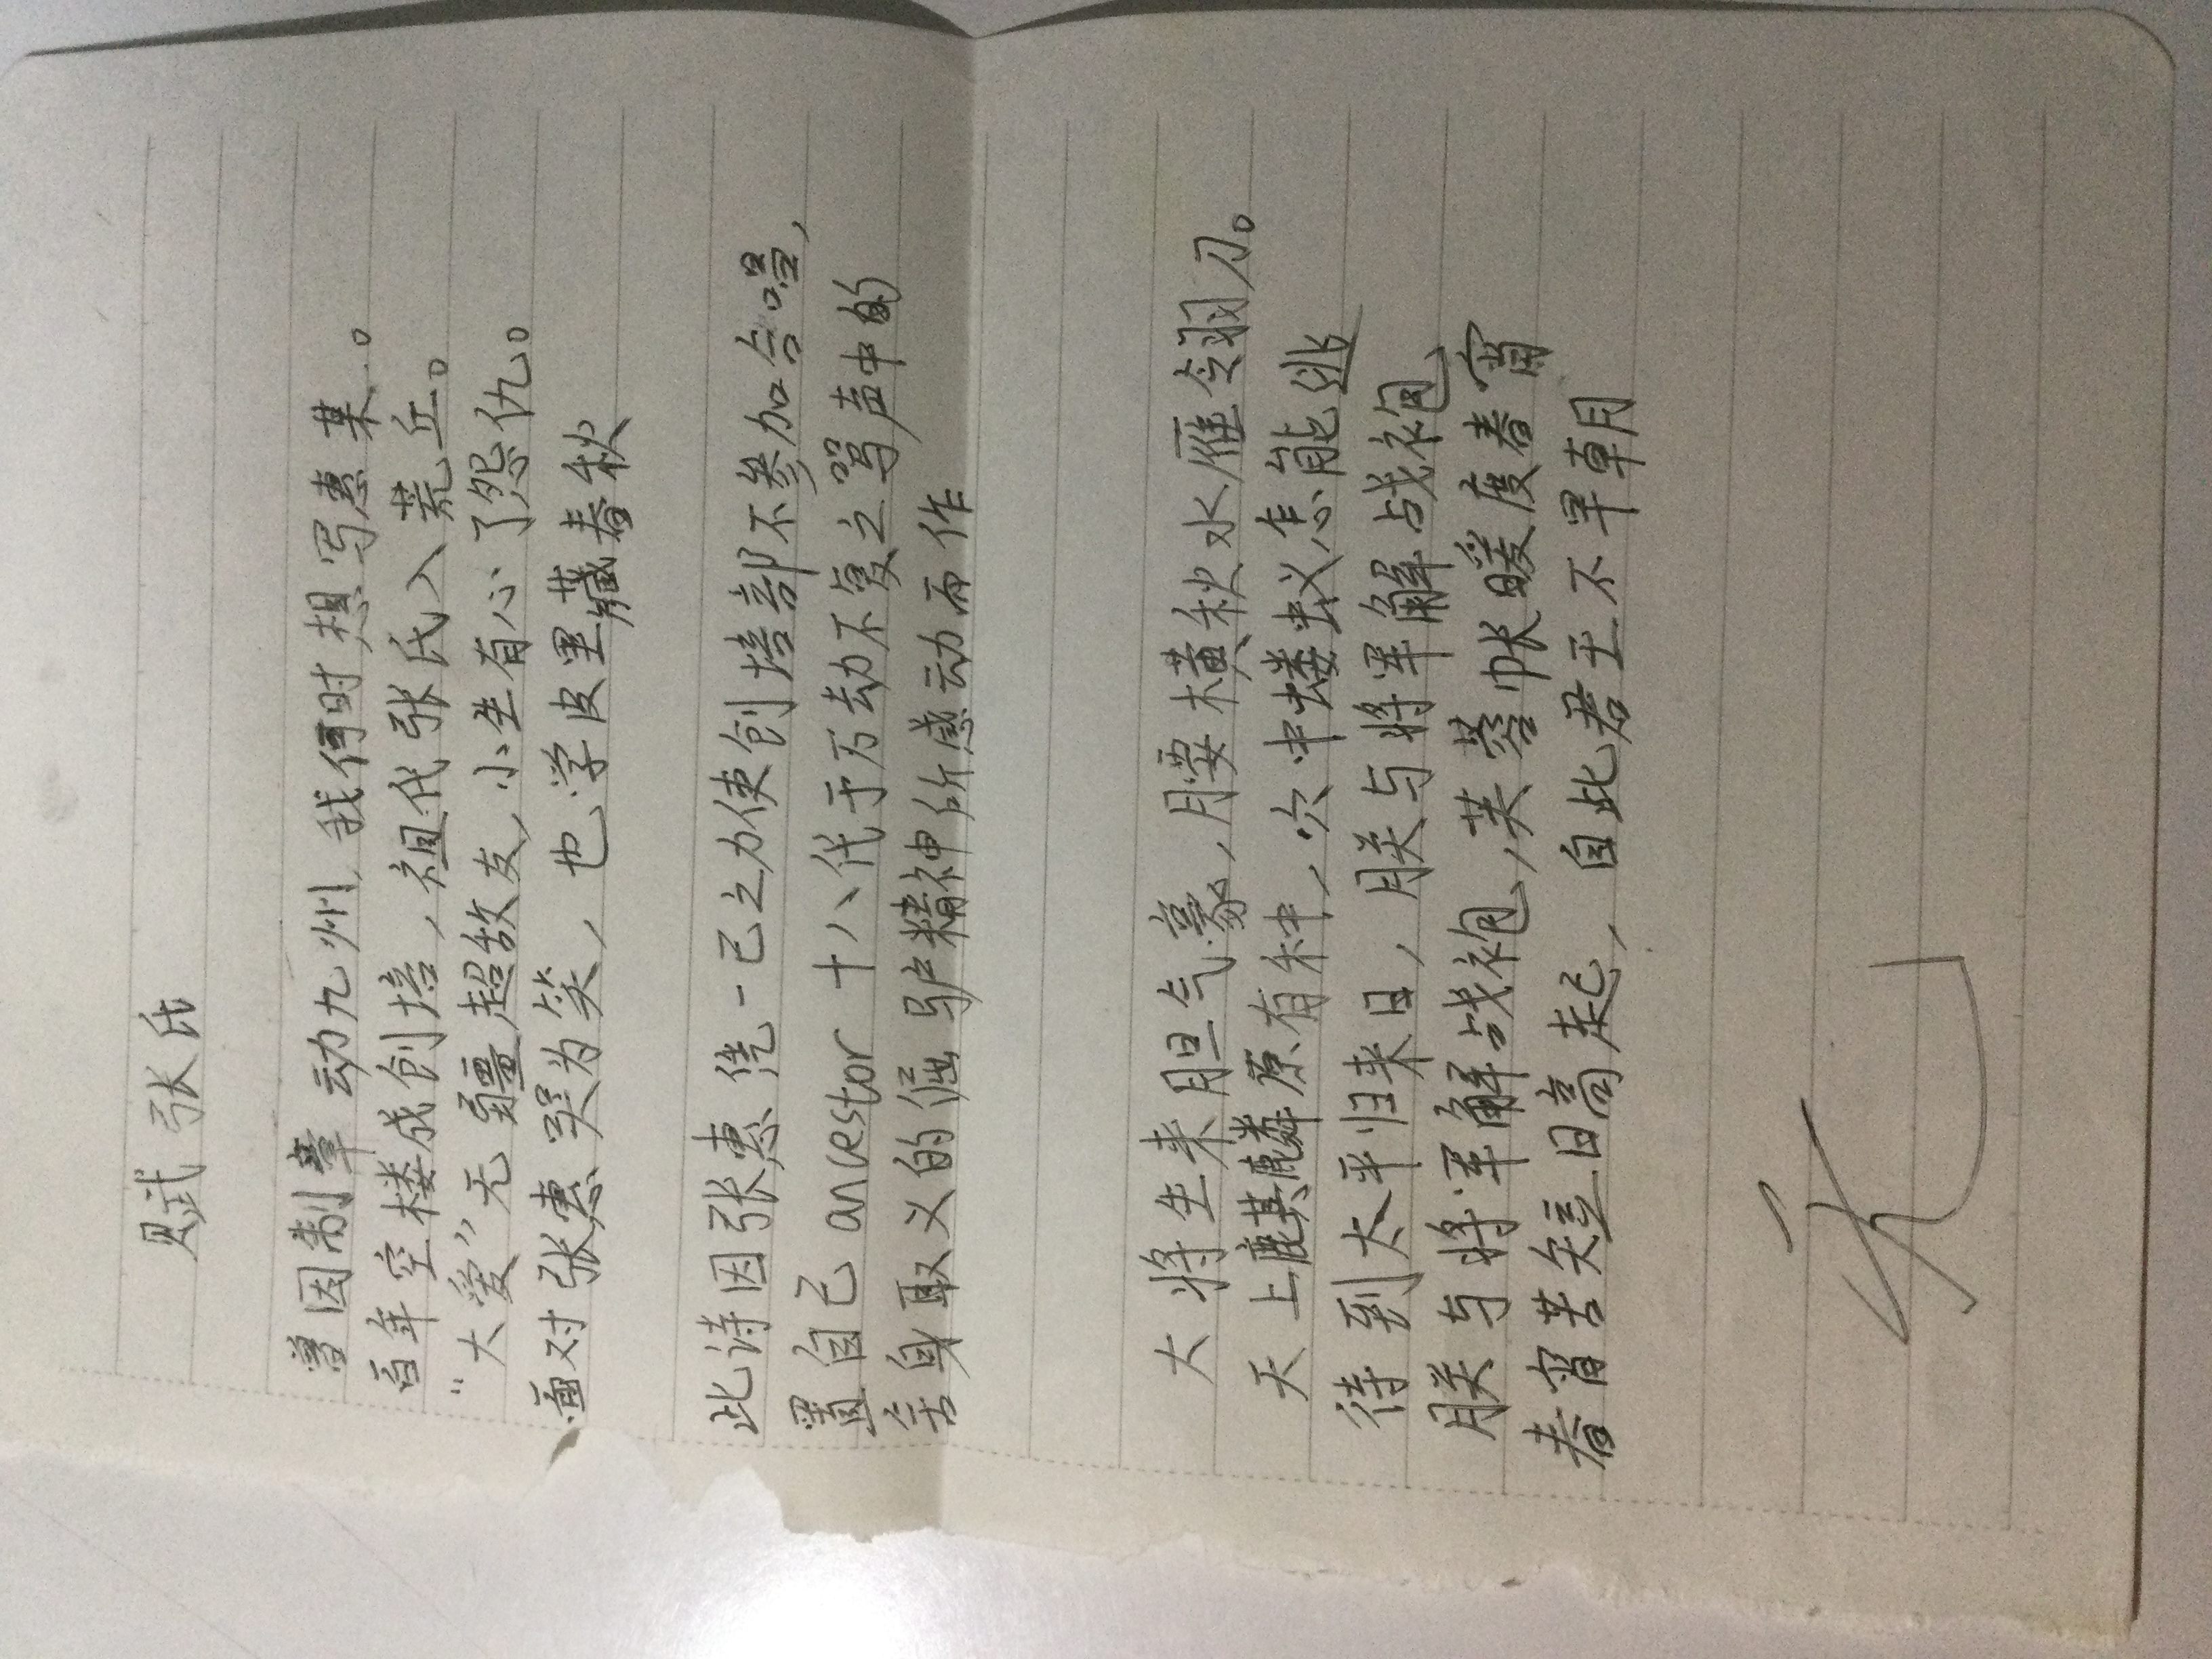 赋张氏
曾因制章动九州,我何时想写惠某。
百年空楼成创培,祖代张氏入荒丘。
“大爱”无疆超敌友,小生有心了怨仇。
面对张惠哭为笑,也学皮里藏春秋
此诗因张惠凭一己之力使创培部不参加合唱,
置自己ancestor十八代于万劫不复之骂声中的
舍身取义的倔驴精神所感动而作
大将生来胆气豪,腰横秋水雁翎刀。
天上麒麟原有种,穴中蝼蚁怎能逃
待到太平归来日,朕与将军解战袍
朕与将军解战袍,芙蓉帐暖度春宵
春宵苦短日高起,自此君王不早朝